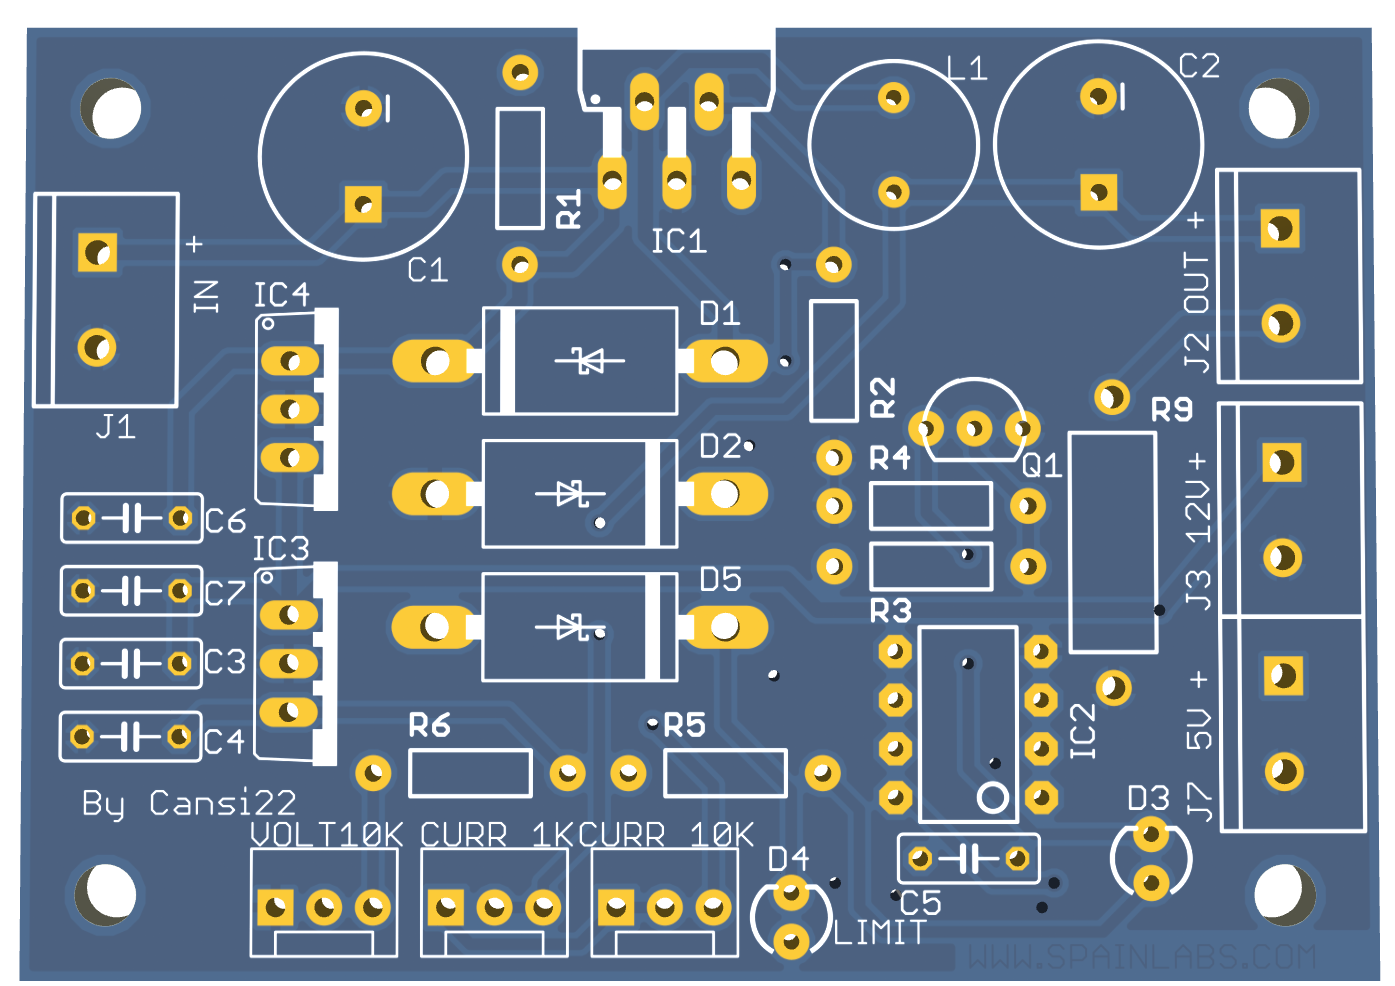 L1
C2
R1
IC1
C1
+
IN
IC4
D1
+
J2 OUT
J1
R2
R9
D2
R4
Q1
+
J3 12V
C6
IC3
D5
C7
R3
C3
+
J7 5V
R6
R5
IC2
C4
By Cansi22
D3
VOLT10K
CURR 1K
CURR 10K
D4
C5
LIMIT
WWW.SPAINLABS.COM